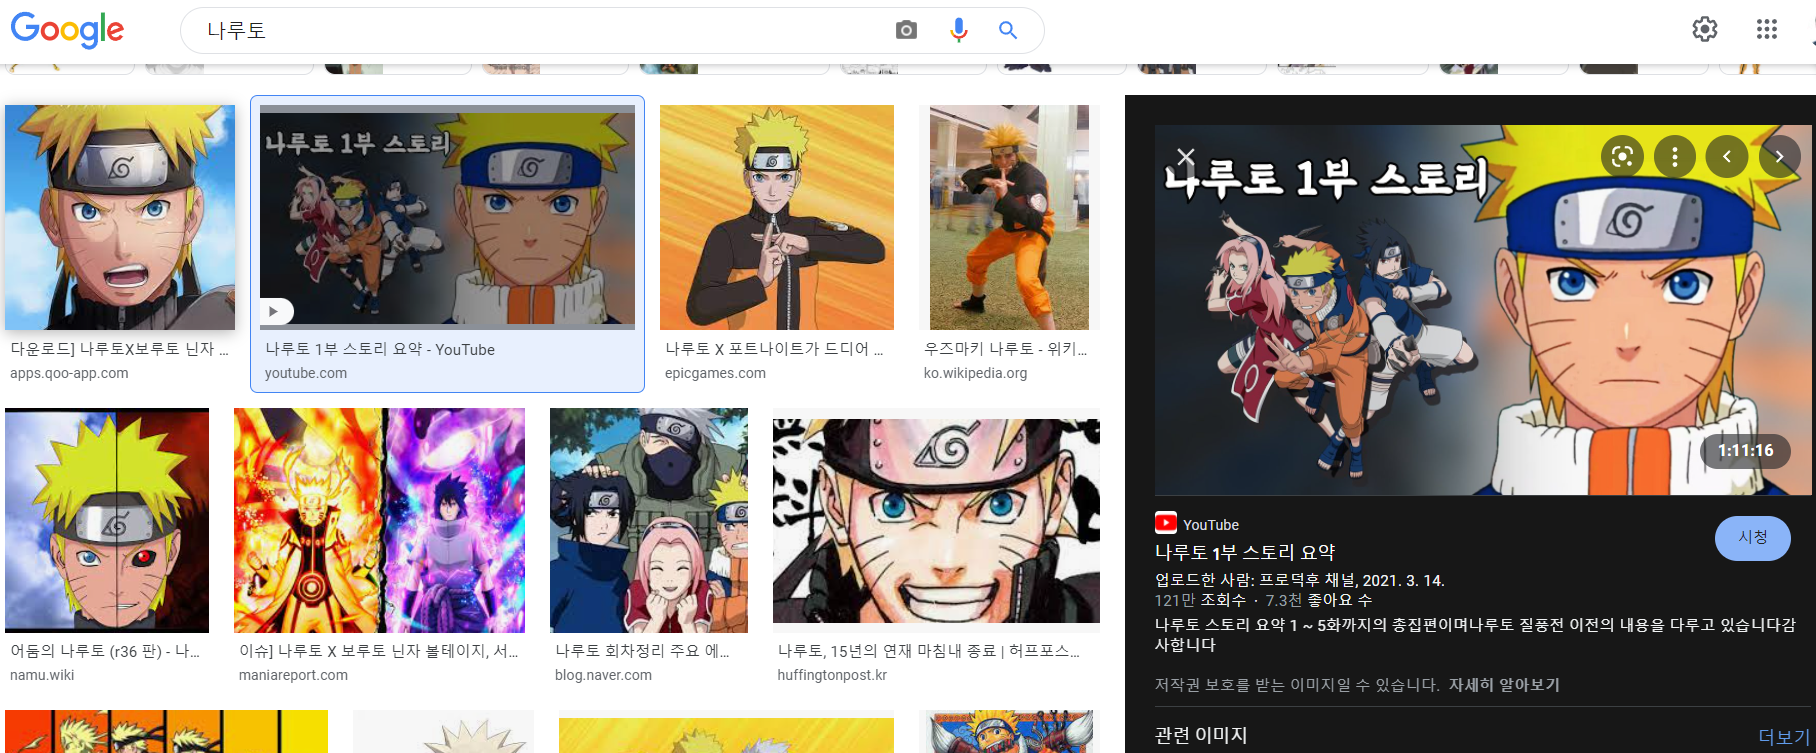 Google
나루토
나루토 1부 스토리
다운로드] 나루토X보루토 닌자 ...
apps.qoo-app.com
나루토 1부 스토리 요약 - YouTube
youtube.com
나루토 X 포트나이트가 드디어 ...
epicgames.com
우즈마키 나루토 - 위키...
ko.wikipedia.org
어둠의 나루토 (r36 판) - 나...
namu.wiki
이슈] 나루토 X 보루토 닌자 볼테이지, 서...
maniareport.com
나루토 회차정리 주요 에...
blog.naver.com
나루토, 15년의 연재 마침내 종료 | 허프포스...
huffingtonpost.kr
나루토 1부 스토리
1:11:16
YouTube
시청
나루토 1부 스토리 요약
업로드한 사람: 프로덕후 채널, 2021. 3. 14.
121만 조회수 · 7.3천 좋아요 수
나루토 스토리 요약 1 ~ 5화까지의 총집편이며나루토 질풍전 이전의 내용을 다루고 있습니다감
사합니다
저작권 보호를 받는 이미지일 수 있습니다. 자세히 알아보기
관련 이미지
더보기